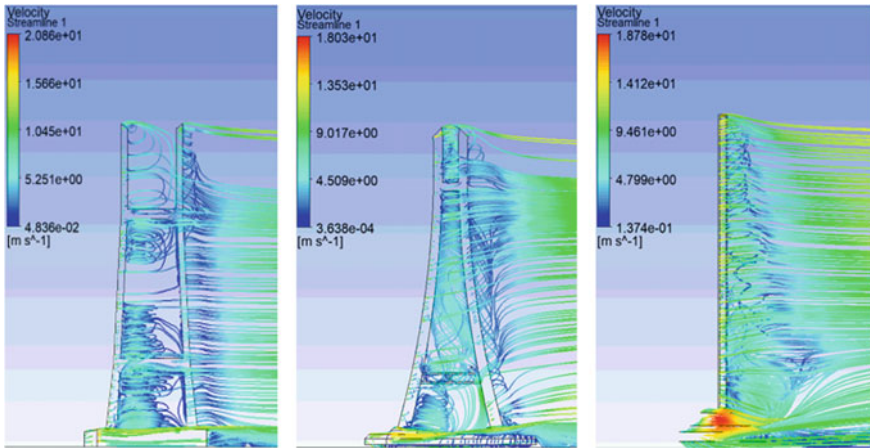 Velocity
Streamline 1
2.086e+01
1.566e+01
1.045e+01
5.251e+00
4.836e-02
[m s^-1]
Velocity
Streamline 1
1.803e+01
1.353e+01
9.017e+00
4.509e+00
3.638e-04
[m s^-1]
Velocity
Streamline 1
1.878e+01
1.412e+01
9.461e+00
4.799e+00
1.374e-01
[m s^-1]